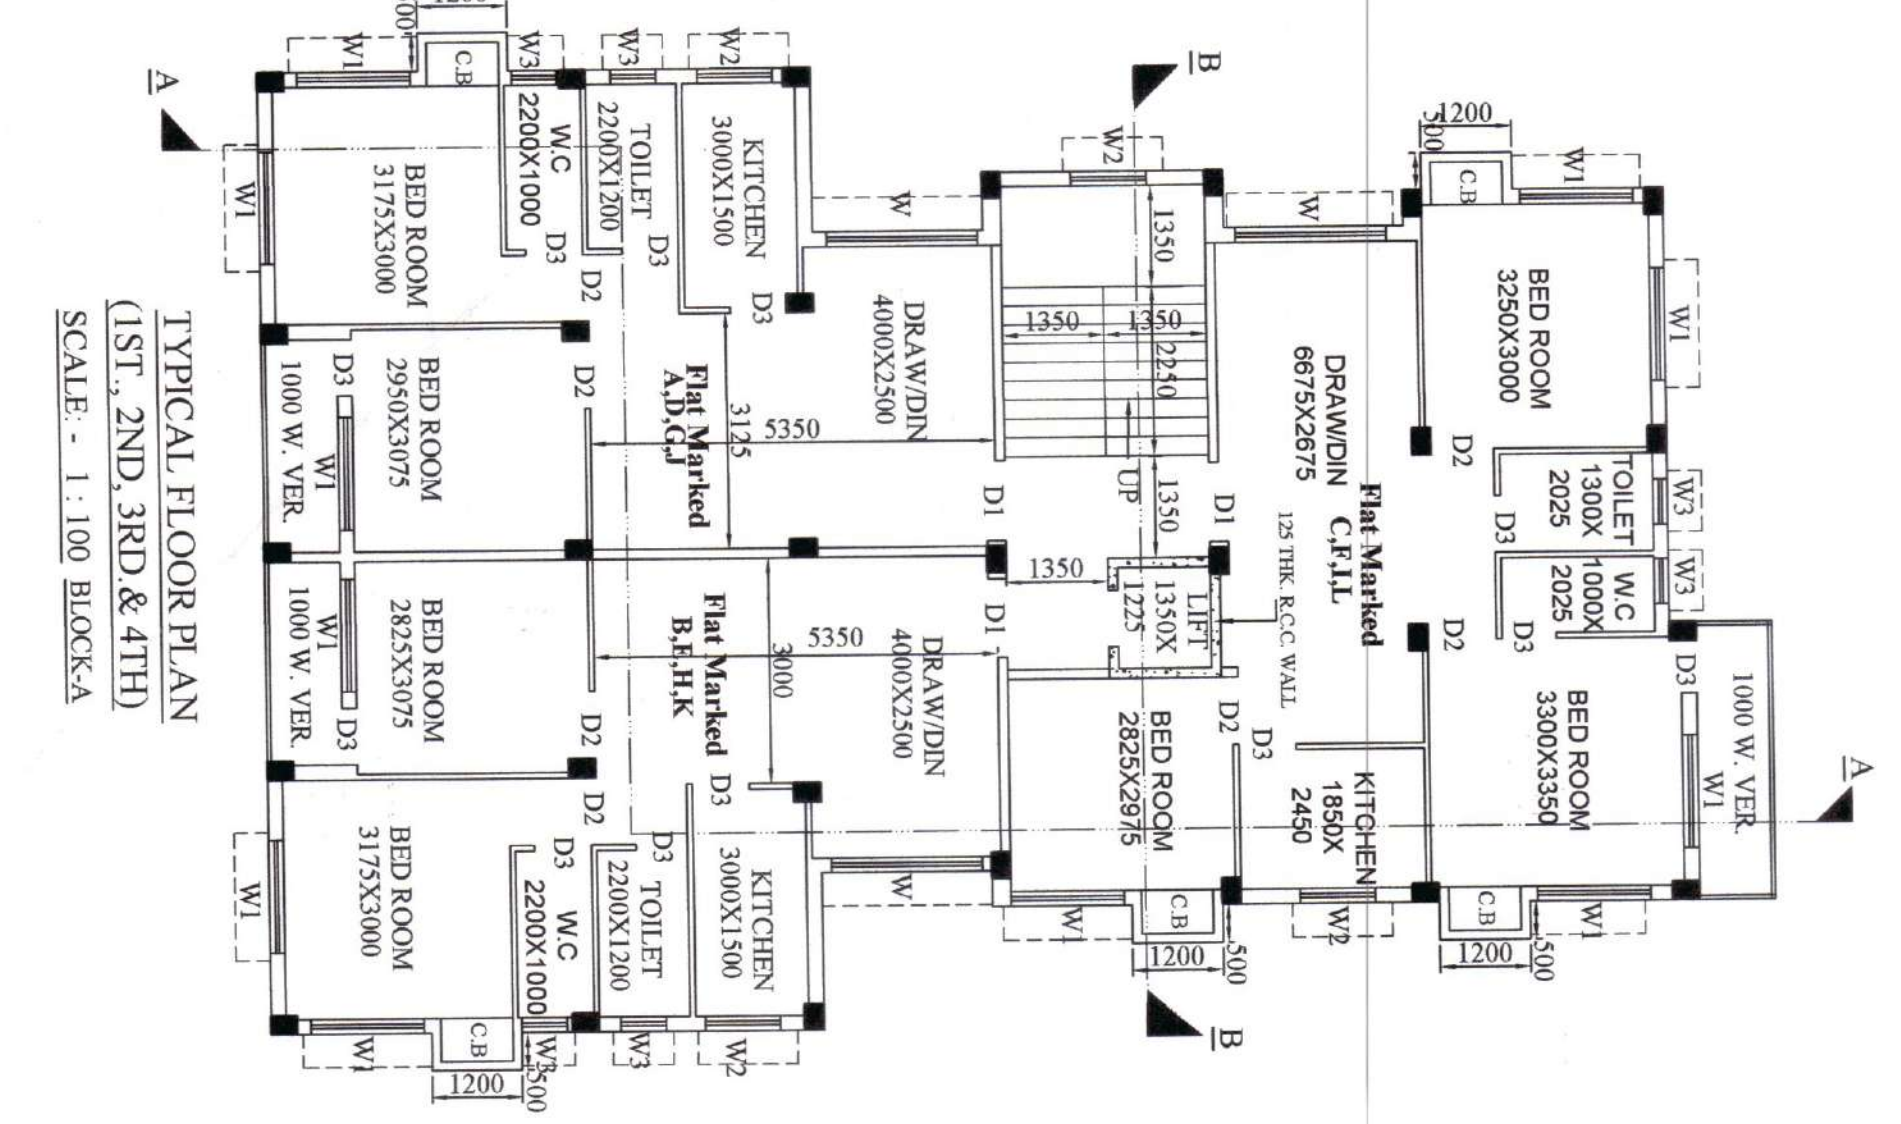 A
1000 W. VER.
W1
W3
W3
D3
W1
TOILET
1300X
2025
W.C
1000X
2025
W1
1200
500
C.B
BED ROOM
3250X3000
D3
D3
BED ROOM
3300X3350
W1
500
D2
D2
C.B
1200
W
DRAW/DIN
6675X2675
Flat Marked
C,F,I,L
KITCHEN
1850X
2450
W2
125 THK. R.C.C. WALL
D3
D1
D2
B
LIFT
1350X
1225
500
C.B
1200
B
W2
1350
2250
1350
1350
1350
UP
1350
BED ROOM
2825X2975
W1
D1
D1
W
DRAW/DIN
4000X2500
DRAW/DIN
4000X2500
W
5350
5350
KITCHEN
3000X1500
D3
3125
3000
D3
KITCHEN
3000X1500
W2
W2
Flat Marked
A,D,G,J
Flat Marked
B,E,H,K
W3
TOILET
2200X1200
D3
D3
TOILET
2200X1200
W3
D2
D2
D2
D2
W3
W.C
2200X1000
D3
D3
W.C
2200X1000
W3
500
1200
C.B
C.B
1200
W1
BED ROOM
3175X3000
BED ROOM
2950X3075
BED ROOM
2825X3075
BED ROOM
3175X3000
W1
D3
W1
W1
D3
1000 W. VER.
1000 W. VER.
W1
W1
A
TYPICAL FLOOR PLAN
(1ST., 2ND, 3RD.& 4TH)
SCALE: - 1 : 100 BLOCK-A